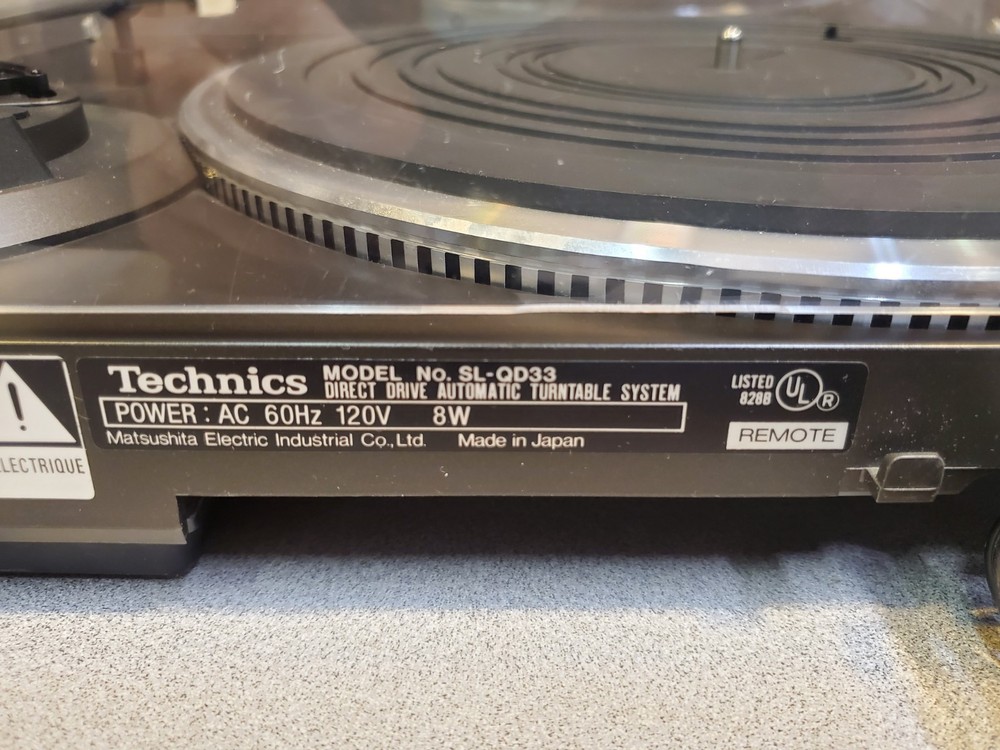 Technics
MODEL No. SL-QD33
DIRECT DRIVE AUTOMATIC TURNTABLE SYSTEM
POWER : AC 60Hz 120V 8W
Matsushita Electric Industrial Co., Ltd. Made in Japan
LISTED
828B
UL
R
REMOTE
!
ELECTRIQUE